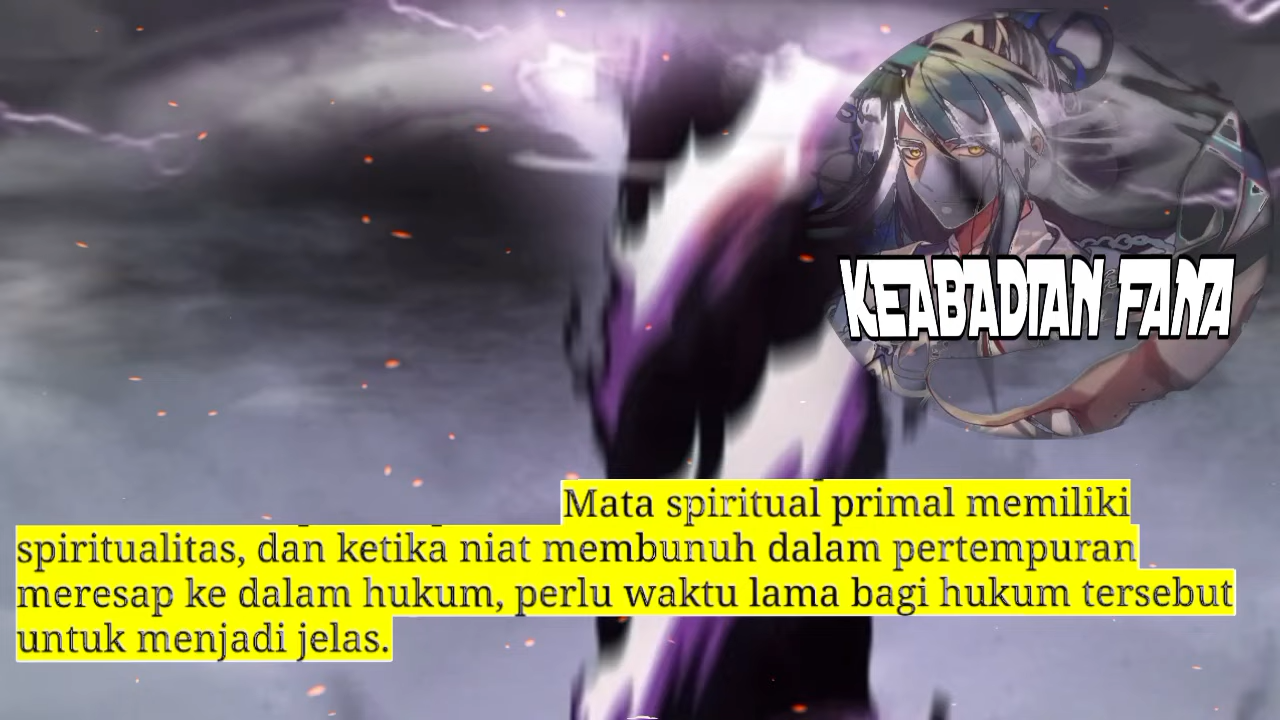 KEABADIAN FANA
Mata spiritual primal memiliki
spiritualitas, dan ketika niat membunuh dalam pertempuran
meresap ke dalam hukum, perlu waktu lama bagi hukum tersebut
untuk menjadi jelas.